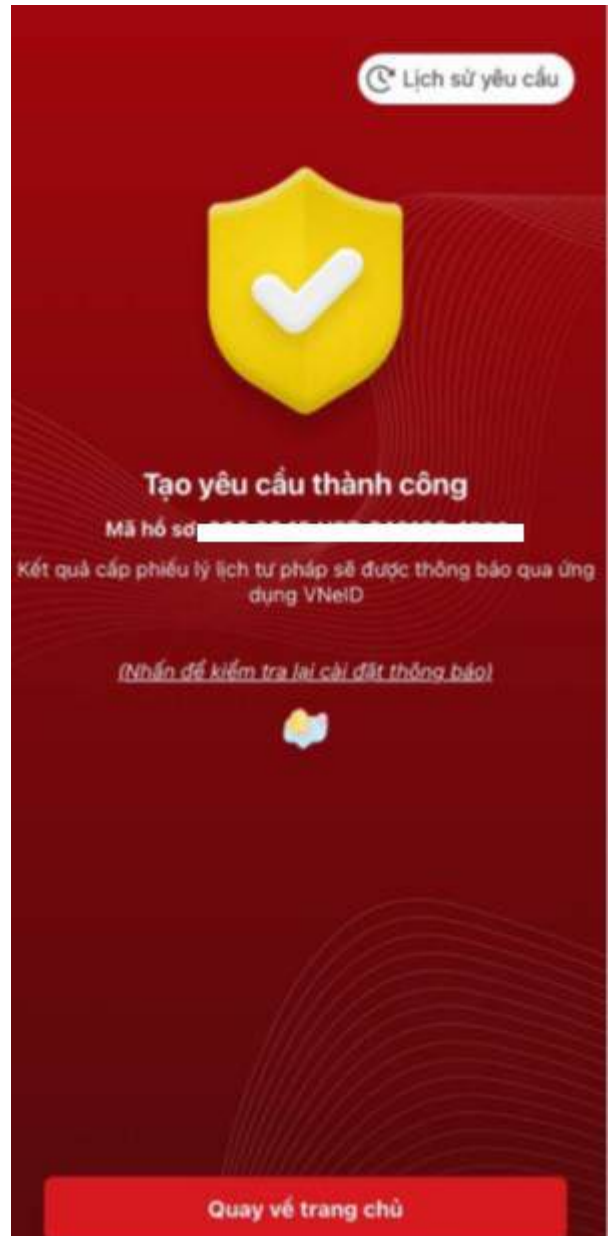 Lịch sử yêu cầu
Tạo yêu cầu thành công
Mã hồ sơ
Kết quả cấp phiếu lý lịch tư pháp sẽ được thông báo qua ứng
dụng VNeID
(Nhấn để kiểm tra lại cài đặt thông báo)
Quay về trang chủ